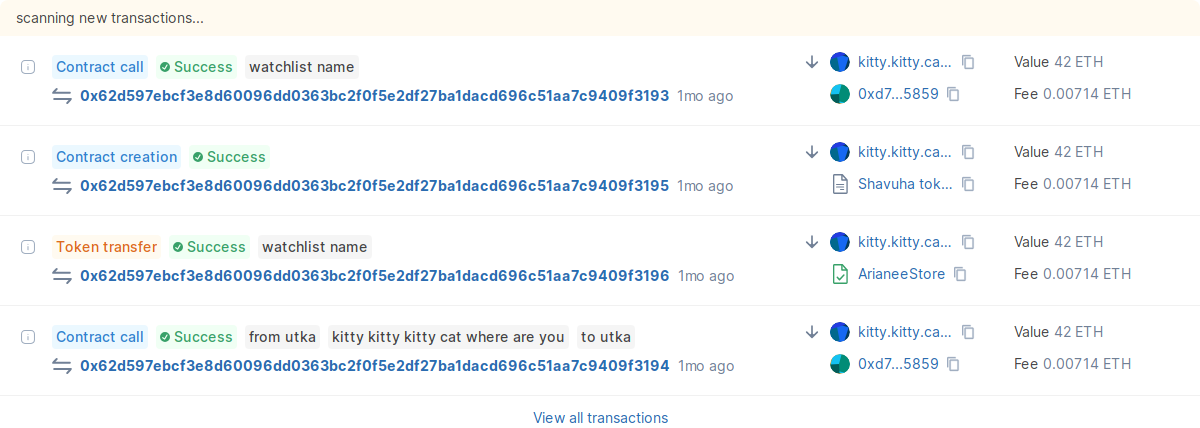 scanning new transactions...
Contract call Success watchlist name
0x62d597ebcf3e8d60096dd0363bc2f0f5e2df27ba1dacd696c51aa7c9409f3193 1mo ago
kitty.kitty.ca... Value 42 ETH
0xd7...5859 Fee 0.00714 ETH
Contract creation Success
0x62d597ebcf3e8d60096dd0363bc2f0f5e2df27ba1dacd696c51aa7c9409f3195 1mo ago
kitty.kitty.ca... Value 42 ETH
Shavuha tok... Fee 0.00714 ETH
Token transfer Success watchlist name
0x62d597ebcf3e8d60096dd0363bc2f0f5e2df27ba1dacd696c51aa7c9409f3196 1mo ago
kitty.kitty.ca... Value 42 ETH
ArianeeStore Fee 0.00714 ETH
Contract call Success from utka kitty kitty kitty cat where are you to utka
0x62d597ebcf3e8d60096dd0363bc2f0f5e2df27ba1dacd696c51aa7c9409f3194 1mo ago
kitty.kitty.ca... Value 42 ETH
0xd7...5859 Fee 0.00714 ETH
View all transactions